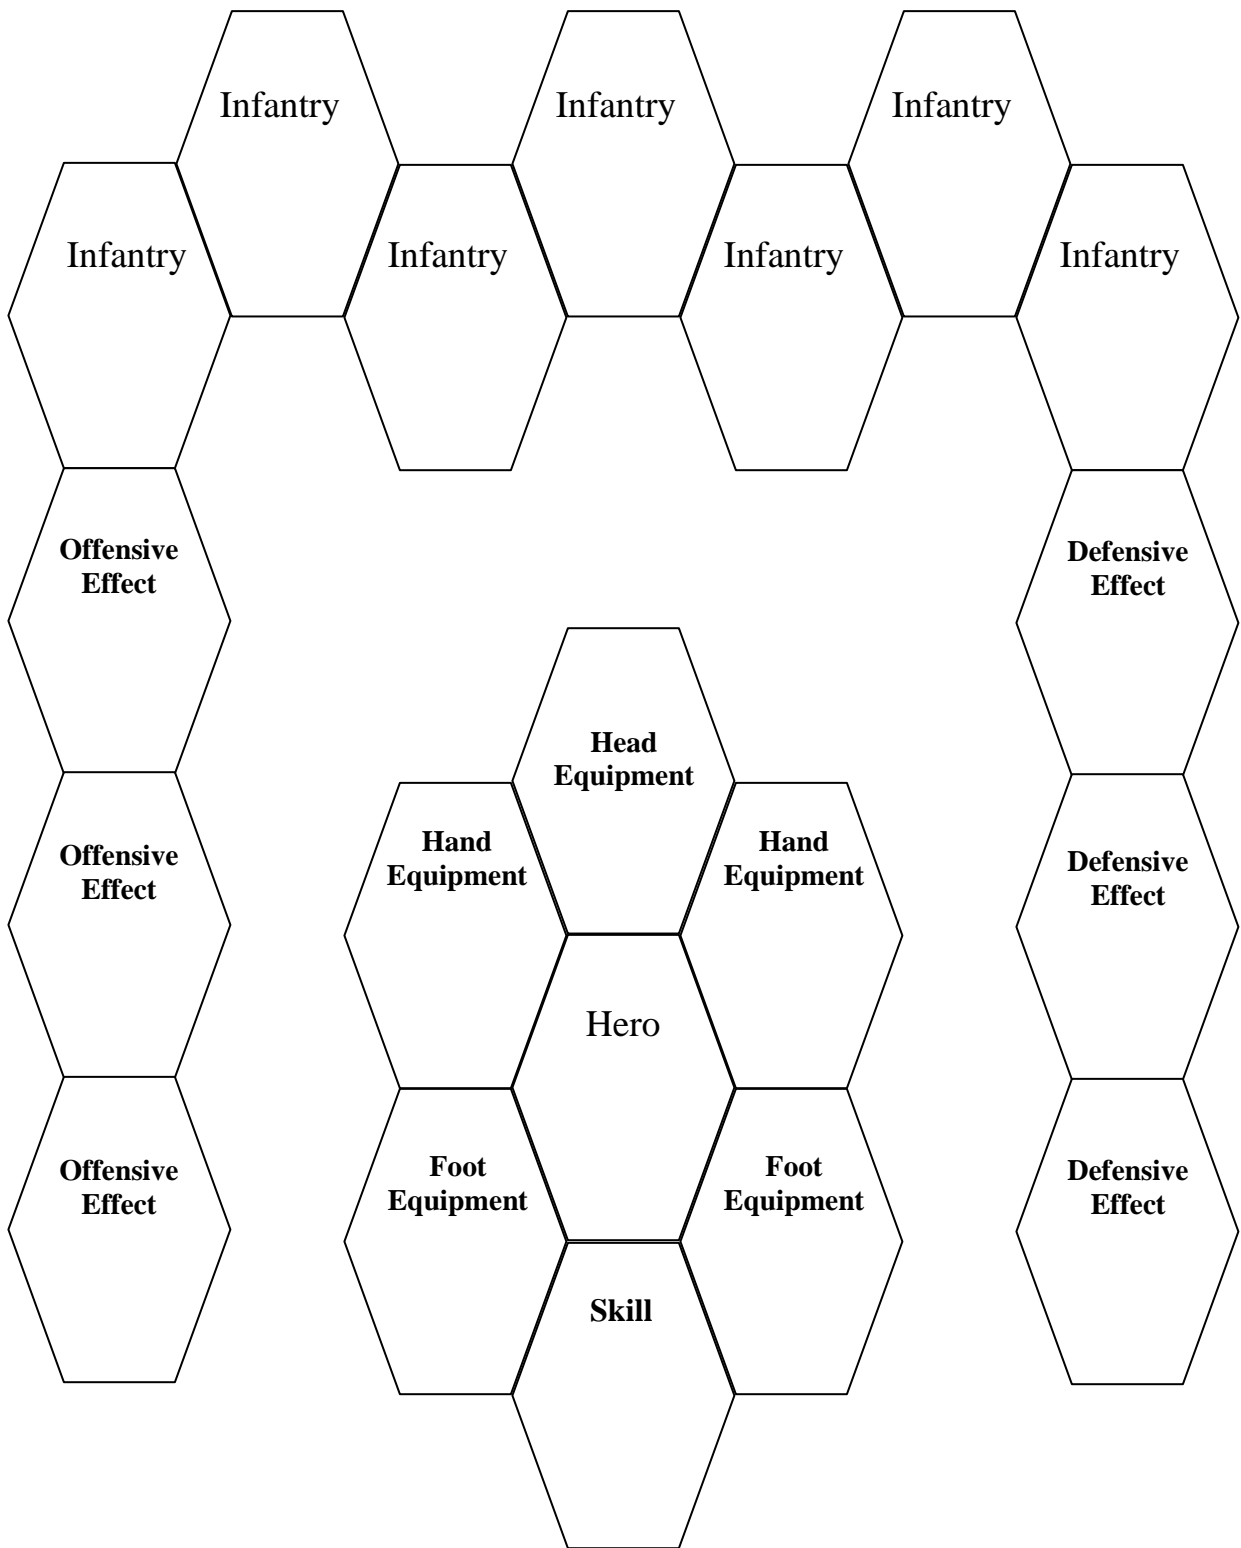 Infantry
Infantry
Infantry
Infantry
Infantry
Infantry
Infantry
Offensive
Effect
Defensive
Effect
Head
Equipment
Hand
Equipment
Hand
Equipment
Offensive
Effect
Defensive
Effect
Hero
Foot
Equipment
Foot
Equipment
Offensive
Effect
Defensive
Effect
Skill